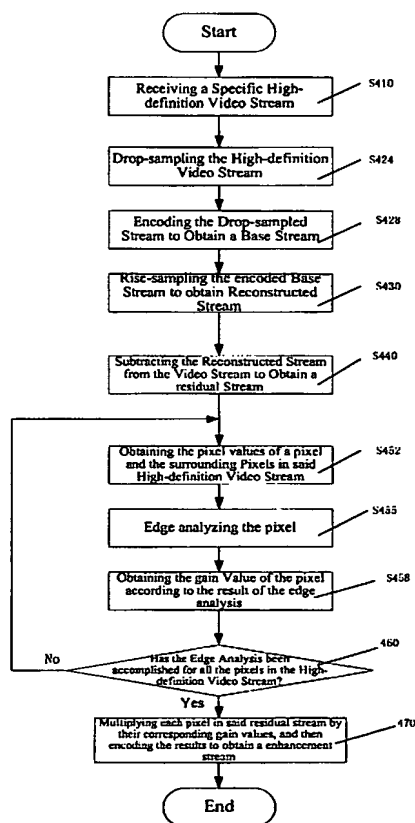 Start
Receiving a Specific High-
definition Video Stream
S410
Drop-sampling the High-definition
Video Stream
S424
Encoding the Drop-sampled
Stream to Obtain a Base Stream
S428
Rise-sampling the encoded Base
Stream to obtain Reconstructed
Stream
S430
Subtracting the Reconstructed Stream
from the Video Stream to Obtain a
residual Stream
S440
Obtaining the pixel values of a pixel
and the surrounding Pixels in said
High-definition Video Stream
S452
Edge analyzing the pixel
S455
Obtaining the gain Value of the pixel
according to the result of the edge
analysis
S458
Has the Edge Analysis been
accomplished for all the pixels in the High-
definition Video Stream?
460
No
Yes
Multiplying each pixel in said residual stream by
their corresponding gain values, and then
encoding the results to obtain a enhancement
stream
470
End